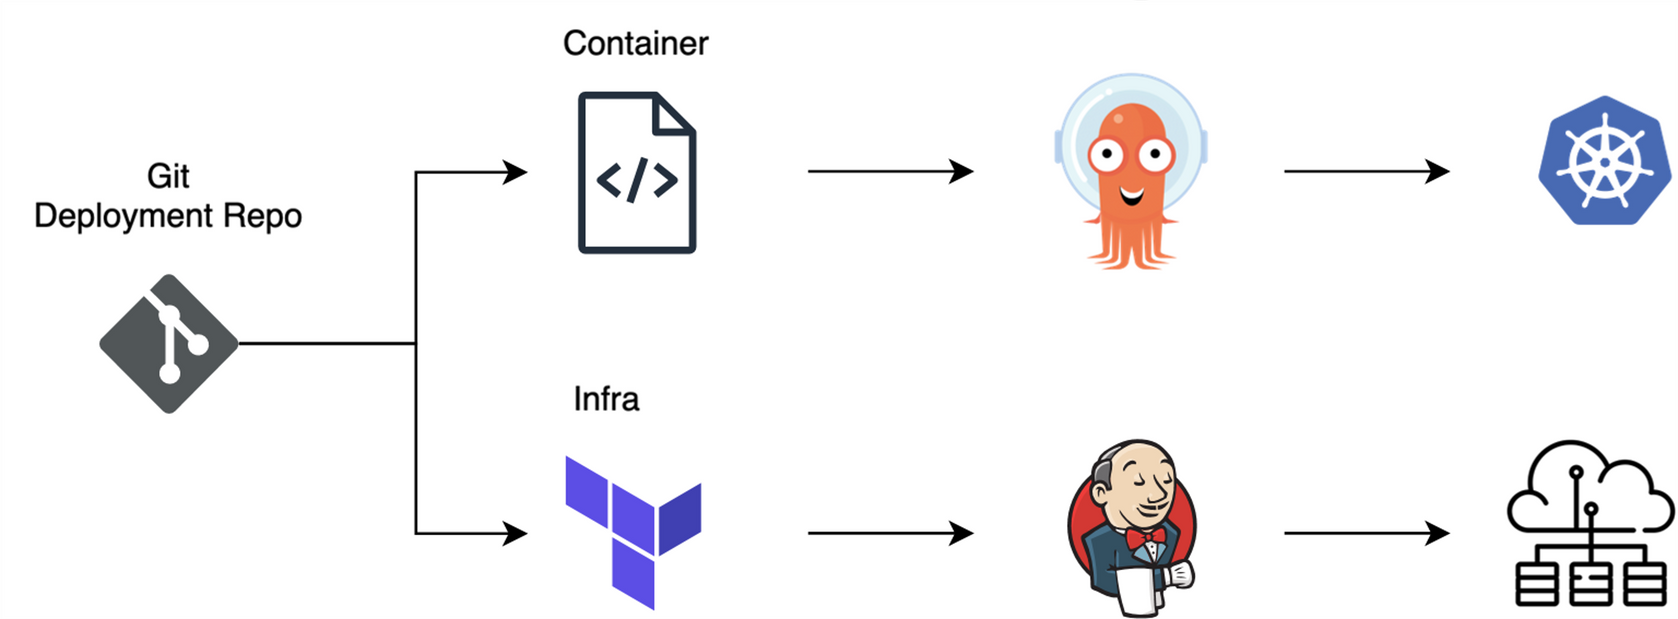 Container
Git
Deployment Repo
</>
Infra